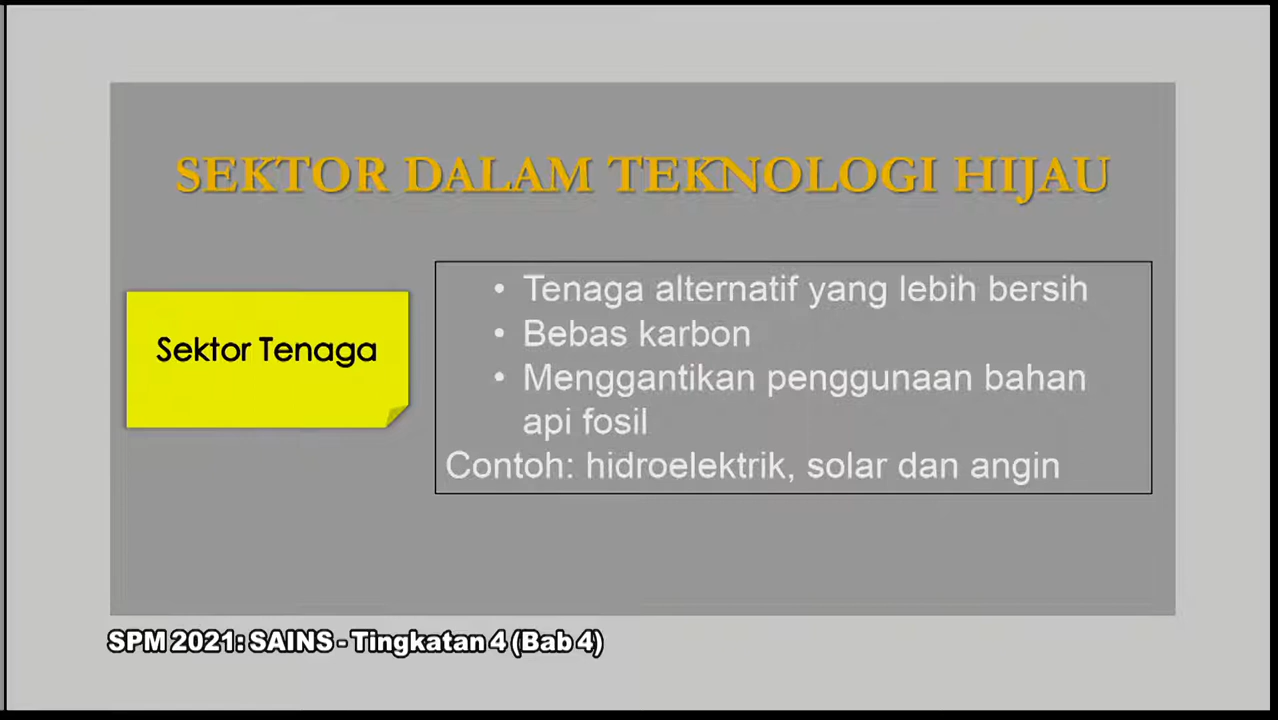 SEKTOR DALAM TEKNOLOGI HIJAU
Sektor Tenaga
• Tenaga alternatif yang lebih bersih
• Bebas karbon
• Menggantikan penggunaan bahan
api fosil
Contoh: hidroelektrik, solar dan angin
SPM 2021: SAINS - Tingkatan 4 (Bab 4)